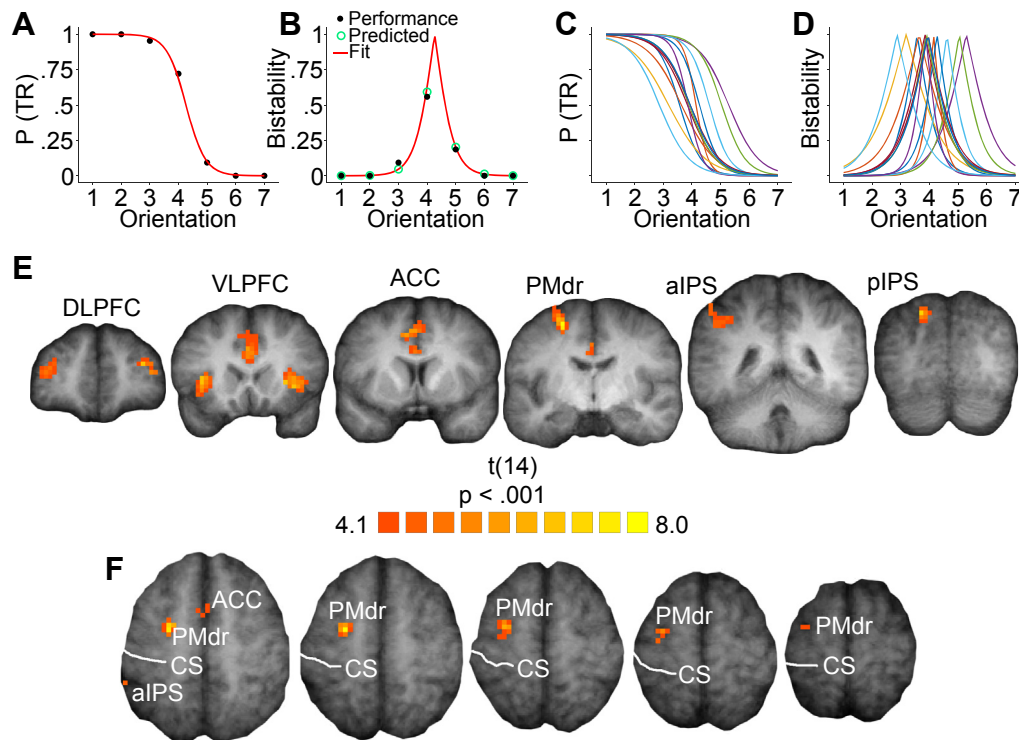 A
P (TR)
1
.75
.5
.25
0
1 2 3 4 5 6 7
Orientation
B
Performance
Predicted
Fit
Bistability
1
.75
.5
.25
0
1 2 3 4 5 6 7
Orientation
C
P (TR)
1 2 3 4 5 6 7
Orientation
D
Bistability
1 2 3 4 5 6 7
Orientation
E
DLPFC
VLPFC
ACC
PMdr
aIPS
pIPS
t(14)
p < .001
4.1 8.0
F
ACC
PMdr
CS
aIPS
PMdr
CS
PMdr
CS
PMdr
CS
PMdr
CS